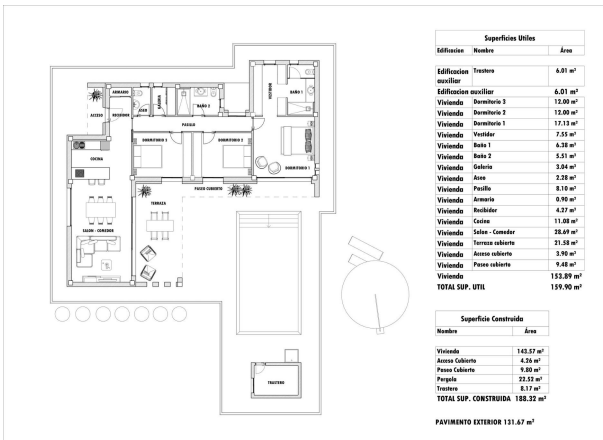 ARMARIO
ACCESO
RECIBIDOR
ASEO
GALERIA
BAÑO 2
VESTIDOR
BAÑO 1
PASILLO
COCINA
DORMITORIO 3
DORMITORIO 2
DORMITORIO 1
PASEO CUBIERTO
TERRAZA
SALON - COMEDOR
TRASTERO
Superficies Utiles
Edificacion Nombre Área
Edificacion auxiliar Trastero 6.01 m²
Edificacion auxiliar 6.01 m²
Vivienda Dormitorio 3 12.00 m²
Vivienda Dormitorio 2 12.00 m²
Vivienda Dormitorio 1 17.13 m²
Vivienda Vestidor 7.55 m²
Vivienda Baño 1 6.38 m²
Vivienda Baño 2 5.51 m²
Vivienda Galeria 3.04 m²
Vivienda Aseo 2.28 m²
Vivienda Pasillo 8.10 m²
Vivienda Armario 0.90 m²
Vivienda Recibidor 4.27 m²
Vivienda Cocina 11.08 m²
Vivienda Salon - Comedor 28.69 m²
Vivienda Terraza cubierta 21.58 m²
Vivienda Acceso cubierto 3.90 m²
Vivienda Paseo cubierto 9.48 m²
Vivienda 153.89 m²
TOTAL SUP. UTIL 159.90 m²
Superficie Construida
Nombre Área
Vivienda 143.57 m²
Acceso Cubierto 4.26 m²
Paseo Cubierto 9.80 m²
Pergola 22.52 m²
Trastero 8.17 m²
TOTAL SUP. CONSTRUIDA 188.32 m²
PAVIMENTO EXTERIOR 131.67 m²